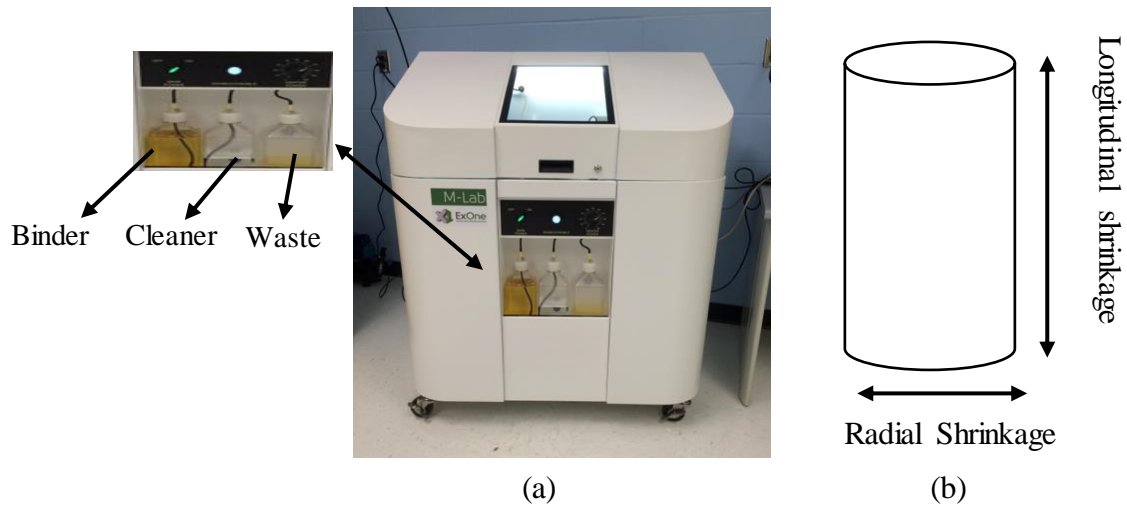 Binder
Cleaner
Waste
M-Lab
ExOne
(a)
Longitudinal shrinkage
Radial Shrinkage
(b)